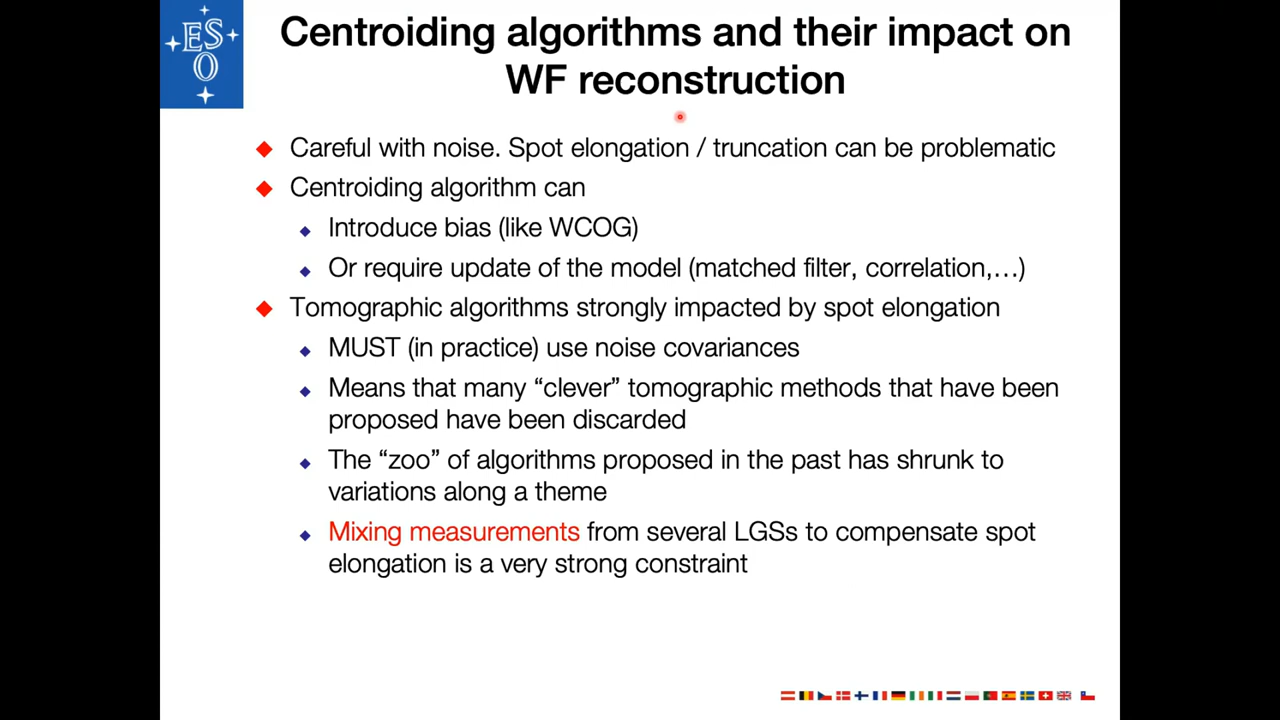 ES
O
Centroiding algorithms and their impact on
WF reconstruction
Careful with noise. Spot elongation / truncation can be problematic
Centroiding algorithm can
Introduce bias (like WCOG)
Or require update of the model (matched filter, correlation,…)
Tomographic algorithms strongly impacted by spot elongation
MUST (in practice) use noise covariances
Means that many “clever” tomographic methods that have been
proposed have been discarded
The “zoo” of algorithms proposed in the past has shrunk to
variations along a theme
Mixing measurements from several LGSs to compensate spot
elongation is a very strong constraint